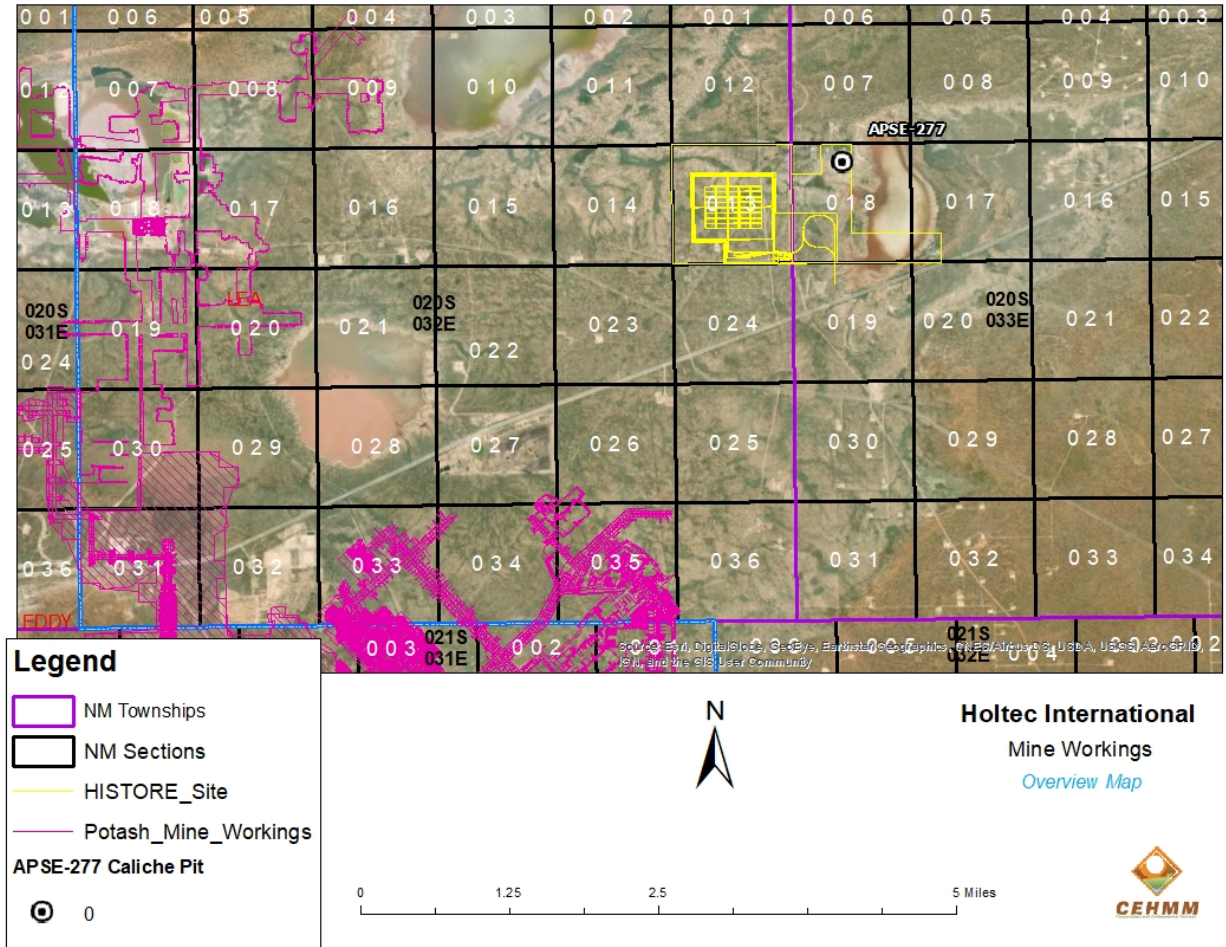 001 006 005 004 003 002 001 006 005 004 003
012 007 008 009 010 011 012 007 008 009 010
APSE-277
013 018 017 016 015 014 013 018 017 016 015
LEA
020S 031E
020S 032E
020S 033E
019 020 021 022 023 024 019 020 021 022
024
025 030 029 028 027 026 025 030 029 028 027
036 031 032 033 034 035 036 031 032 033 034
EDDY
003
021S 031E
002
005
021S 032E
004 003 002
Source: Esri, DigitalGlobe, GeoEye, Earthstar Geographics, CNES/Airbus DS, USDA, USGS, AeroGRID,
IGN, and the GIS User Community
Legend
NM Townships
NM Sections
HISTORE_Site
Potash_Mine_Workings
APSE-277 Caliche Pit
0
N
Holtec International
Mine Workings
Overview Map
0 1.25 2.5 5 Miles
CEHMM